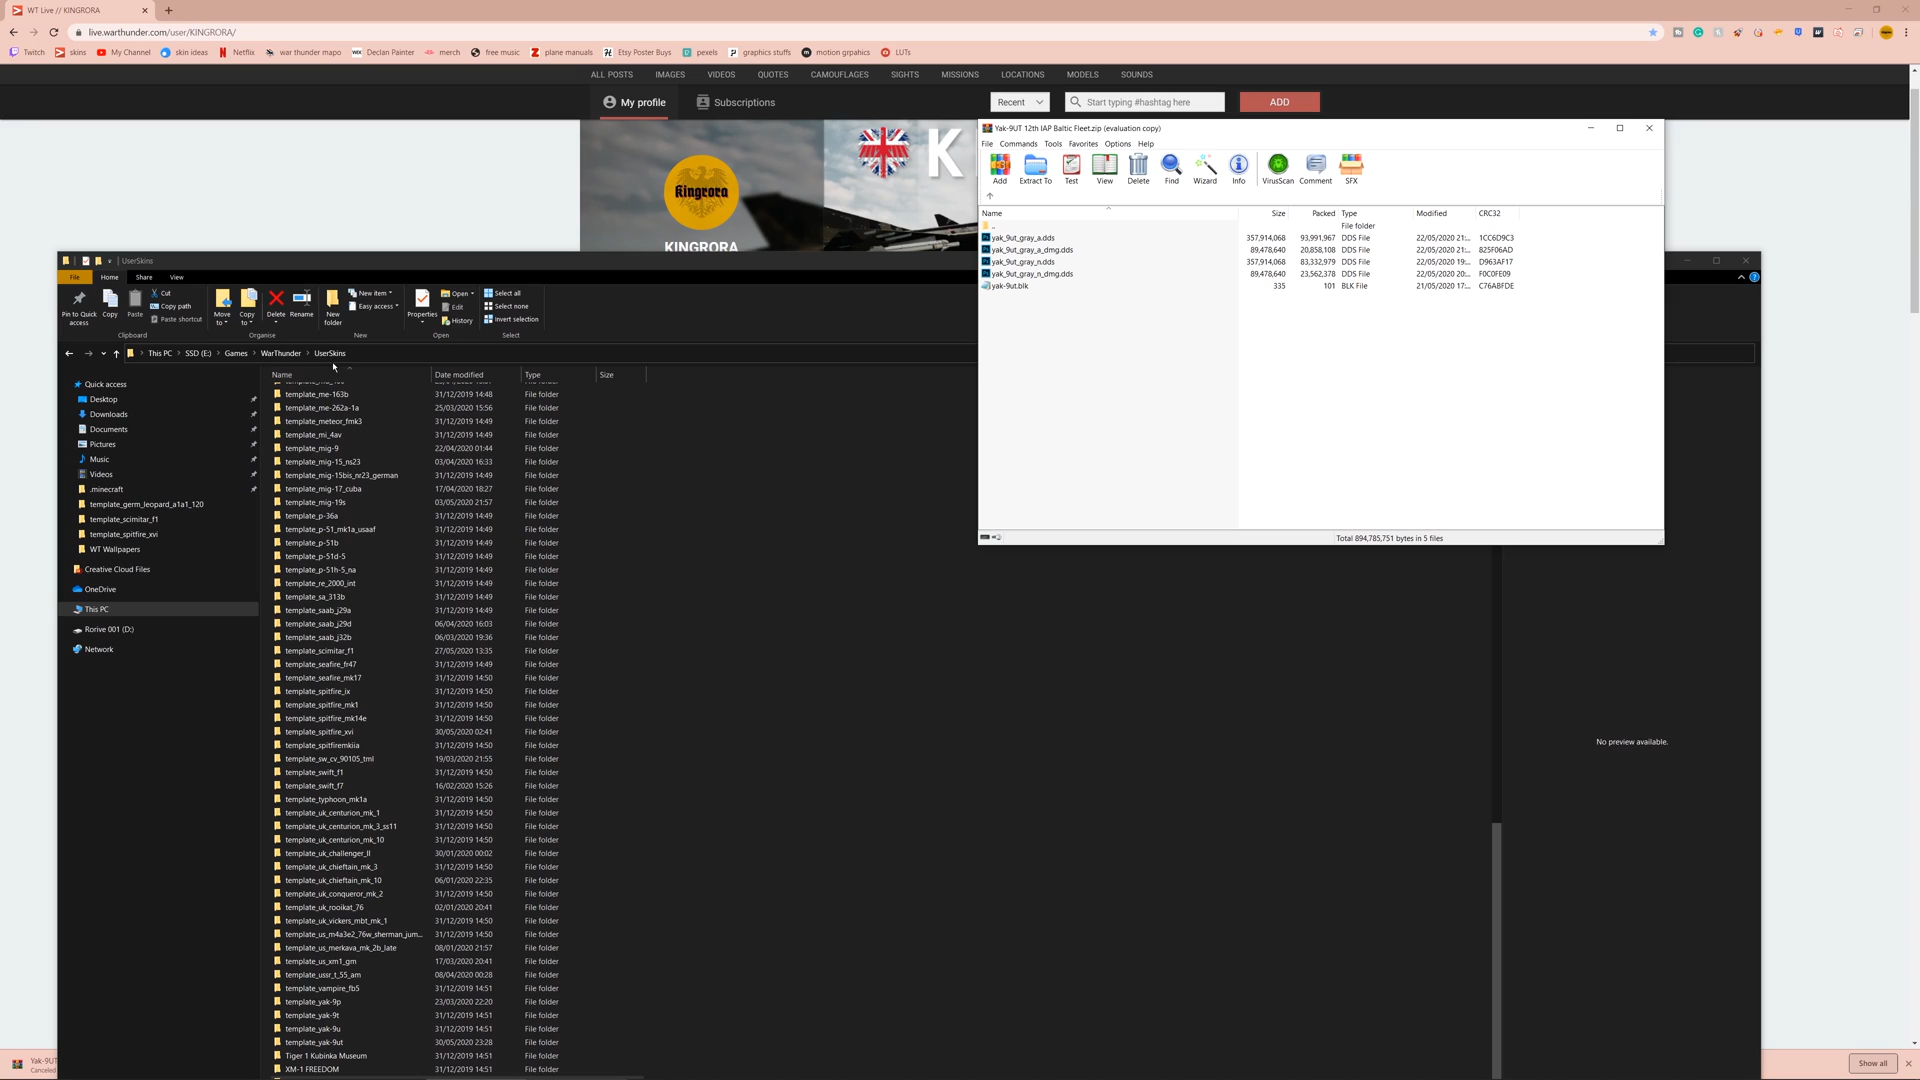 WT Live // KINGRORA
live.warthunder.com/user/KINGRORA/
Twitch skins My Channel skin ideas Netflix war thunder mapo Declan Painter merch free music plane manuals Etsy Poster Buys pexels graphics stuffs motion grpahics LUTs
ALL POSTS IMAGES VIDEOS QUOTES CAMOUFLAGES SIGHTS MISSIONS LOCATIONS MODELS SOUNDS
My profile Subscriptions Recent Start typing #hashtag here ADD
Kingrora
K
KINGRORA
Yak-9UT 12th IAP Baltic Fleet.zip (evaluation copy)
File Commands Tools Favorites Options Help
Add Extract To Test View Delete Find Wizard Info VirusScan Comment SFX
Name Size Packed Type Modified CRC32
.. File folder
yak_9ut_gray_a.dds 357,914,068 93,991,967 DDS File 22/05/2020 21:... 1CC6D9C3
yak_9ut_gray_a_dmg.dds 89,478,640 20,858,108 DDS File 22/05/2020 21:... 825F06AD
yak_9ut_gray_n.dds 357,914,068 83,332,979 DDS File 22/05/2020 19:... D963AF17
yak_9ut_gray_n_dmg.dds 89,478,640 23,562,378 DDS File 22/05/2020 20:... F0C0FE09
yak-9ut.blk 335 101 BLK File 21/05/2020 17:... C76ABFDE
Total 894,785,751 bytes in 5 files
UserSkins
File Home Share View
Pin to Quick access Copy Paste Cut Copy path Paste shortcut
Move to Copy to Delete Rename New folder New item Easy access
Properties Open Edit History Select all Select none Invert selection
Clipboard Organise New Open Select
This PC > SSD (E:) > Games > WarThunder > UserSkins
Name Date modified Type Size
Quick access
Desktop
Downloads
Documents
Pictures
Music
Videos
.minecraft
template_germ_leopard_a1a1_120
template_scimitar_f1
template_spitfire_xvi
WT Wallpapers
Creative Cloud Files
OneDrive
This PC
Rorive 001 (D:)
Network
template_me-163b 31/12/2019 14:48 File folder
template_me-262a-1a 25/03/2020 15:56 File folder
template_meteor_fmk3 31/12/2019 14:49 File folder
template_mi_4av 31/12/2019 14:49 File folder
template_mig-9 22/04/2020 01:44 File folder
template_mig-15_ns23 03/04/2020 16:33 File folder
template_mig-15bis_nr23_german 31/12/2019 14:49 File folder
template_mig-17_cuba 17/04/2020 18:27 File folder
template_mig-19s 03/05/2020 21:57 File folder
template_p-36a 31/12/2019 14:49 File folder
template_p-51_mk1a_usaaf 31/12/2019 14:49 File folder
template_p-51b 31/12/2019 14:49 File folder
template_p-51d-5 31/12/2019 14:49 File folder
template_p-51h-5_na 31/12/2019 14:49 File folder
template_re_2000_int 31/12/2019 14:49 File folder
template_sa_313b 31/12/2019 14:49 File folder
template_saab_j29a 31/12/2019 14:49 File folder
template_saab_j29d 06/04/2020 16:03 File folder
template_saab_j32b 06/03/2020 19:36 File folder
template_scimitar_f1 27/05/2020 13:35 File folder
template_seafire_fr47 31/12/2019 14:49 File folder
template_seafire_mk17 31/12/2019 14:50 File folder
template_spitfire_ix 31/12/2019 14:50 File folder
template_spitfire_mk1 31/12/2019 14:50 File folder
template_spitfire_mk14e 31/12/2019 14:50 File folder
template_spitfire_xvi 30/05/2020 02:41 File folder
template_spitfiremkiia 31/12/2019 14:50 File folder
template_sw_cv_90105_tml 19/03/2020 21:55 File folder
template_swift_f1 31/12/2019 14:50 File folder
template_swift_f7 16/02/2020 15:26 File folder
template_typhoon_mk1a 31/12/2019 14:50 File folder
template_uk_centurion_mk_1 31/12/2019 14:50 File folder
template_uk_centurion_mk_3_ss11 31/12/2019 14:50 File folder
template_uk_centurion_mk_10 31/12/2019 14:50 File folder
template_uk_challenger_II 30/01/2020 00:02 File folder
template_uk_chieftain_mk_3 31/12/2019 14:50 File folder
template_uk_chieftain_mk_10 06/01/2020 22:35 File folder
template_uk_conqueror_mk_2 31/12/2019 14:50 File folder
template_uk_rooikat_76 02/01/2020 20:41 File folder
template_uk_vickers_mbt_mk_1 31/12/2019 14:50 File folder
template_us_m4a3e2_76w_sherman_jum... 31/12/2019 14:50 File folder
template_us_merkava_mk_2b_late 08/01/2020 21:57 File folder
template_us_xm1_gm 17/03/2020 20:41 File folder
template_ussr_t_55_am 08/04/2020 00:28 File folder
template_vampire_fb5 31/12/2019 14:51 File folder
template_yak-9p 23/03/2020 22:20 File folder
template_yak-9t 31/12/2019 14:51 File folder
template_yak-9u 31/12/2019 14:51 File folder
template_yak-9ut 30/05/2020 23:28 File folder
Tiger 1 Kubinka Museum 31/12/2019 14:51 File folder
XM-1 FREEDOM 31/12/2019 14:51 File folder
No preview available.
Yak-9UT
Canceled
Show all